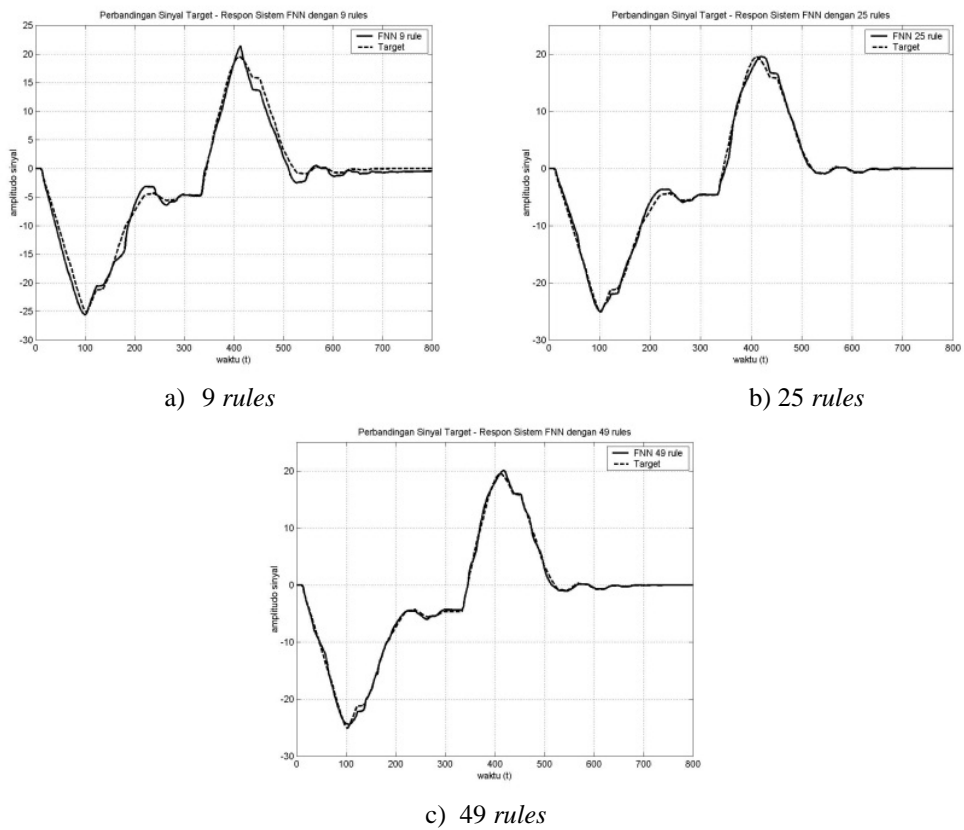 Perbandingan Sinyal Target - Respon Sistem FNN dengan 9 rules
FNN 9 rule
Target
amplitudo sinyal
25
20
15
10
5
0
-5
-10
-15
-20
-25
-30
0 100 200 300 400 500 600 700 800
waktu (t)
a) 9 rules
Perbandingan Sinyal Target - Respon Sistem FNN dengan 25 rules
FNN 25 rule
Target
amplitudo sinyal
20
10
0
-10
-20
-30
0 100 200 300 400 500 600 700 800
waktu (t)
b) 25 rules
Perbandingan Sinyal Target - Respon Sistem FNN dengan 49 rules
FNN 49 rule
Target
amplitudo sinyal
20
10
0
-10
-20
-30
0 100 200 300 400 500 600 700 800
waktu (t)
c) 49 rules